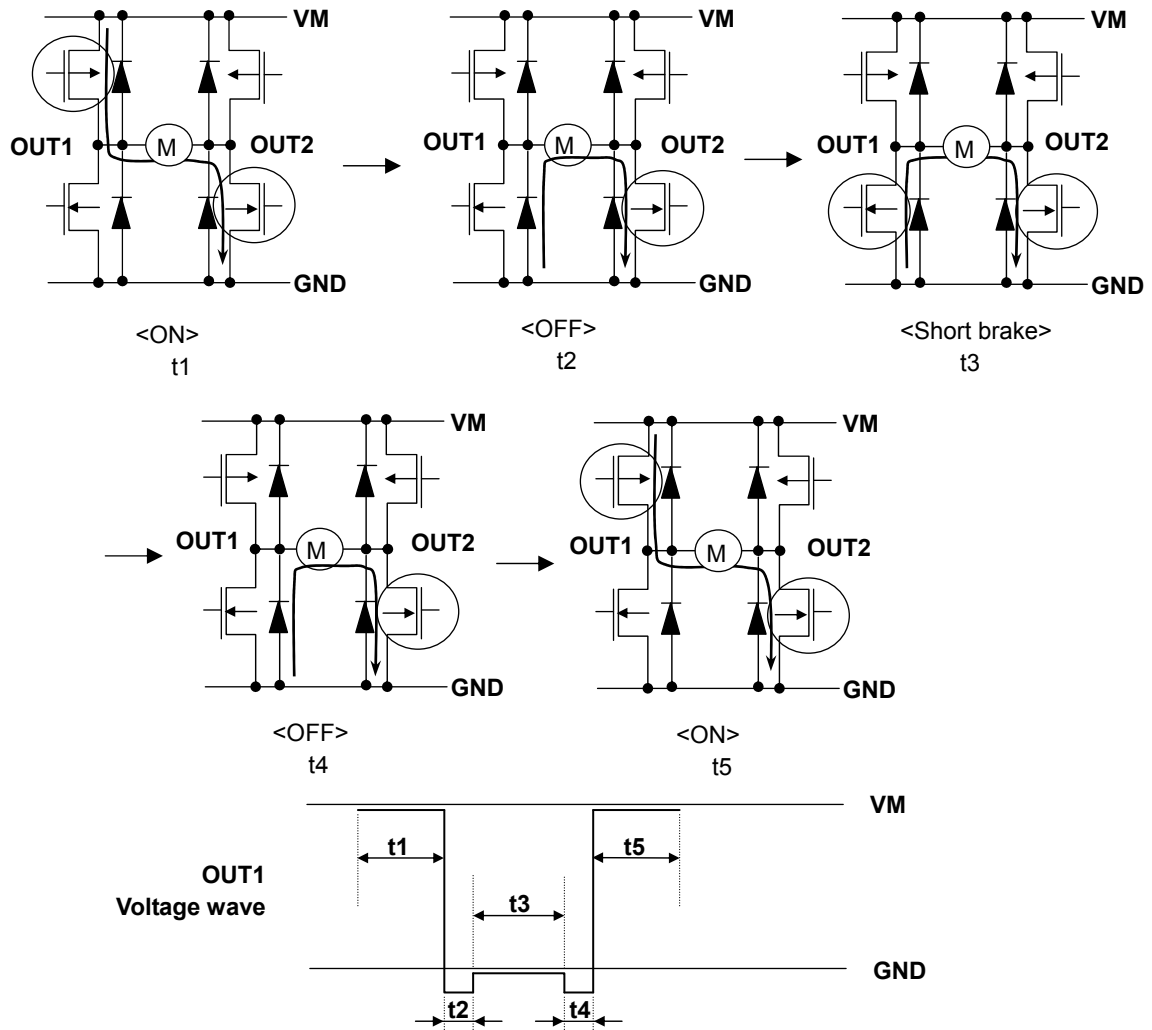 VM VM VM
M M M
OUT1 OUT2 OUT1 OUT2 OUT1 OUT2
GND GND GND
<ON> <OFF> <Short brake>
t1 t2 t3
VM VM
M M
OUT1 OUT2 OUT1 OUT2
GND GND
<OFF> <ON>
t4 t5
VM
t1 t5
OUT1
Voltage wave
t3
GND
t2 t4